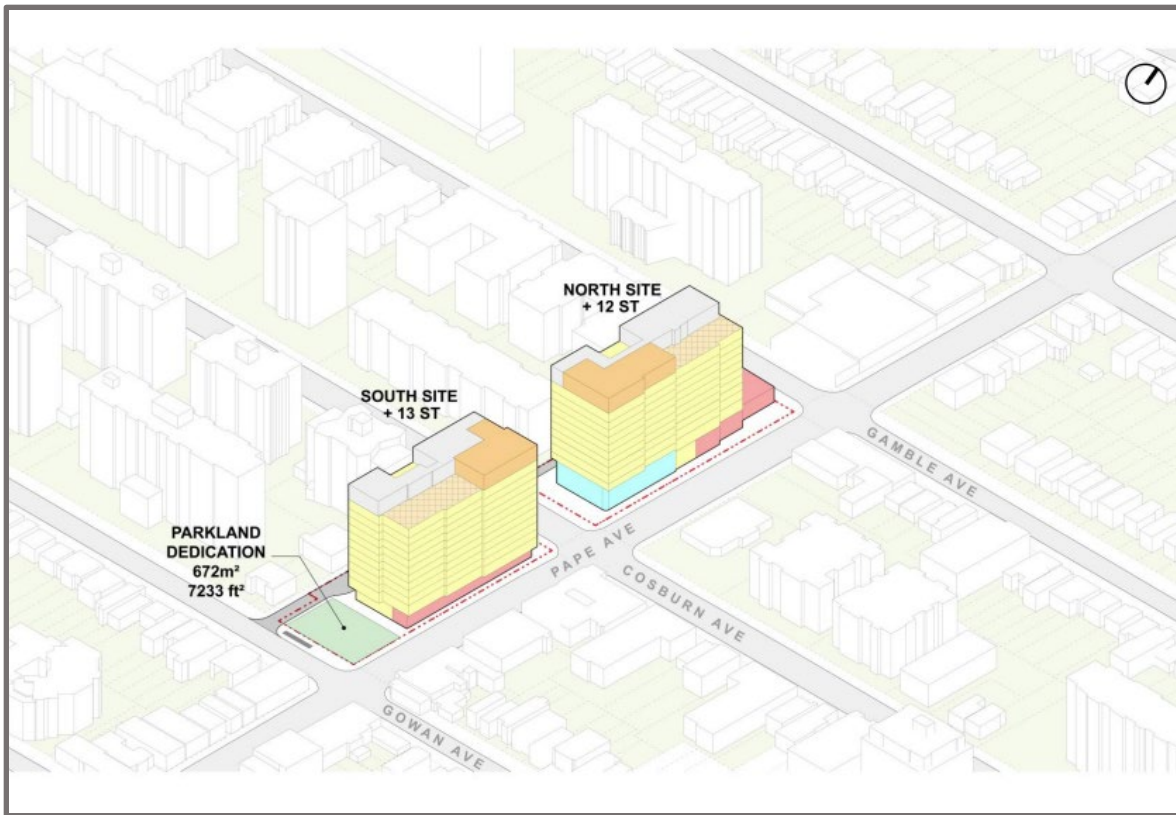 NORTH SITE
+ 12 ST
SOUTH SITE
+ 13 ST
PARKLAND
DEDICATION
672m²
7233 ft²
PAPE AVE
GAMBLE AVE
COSBURN AVE
GOWAN AVE